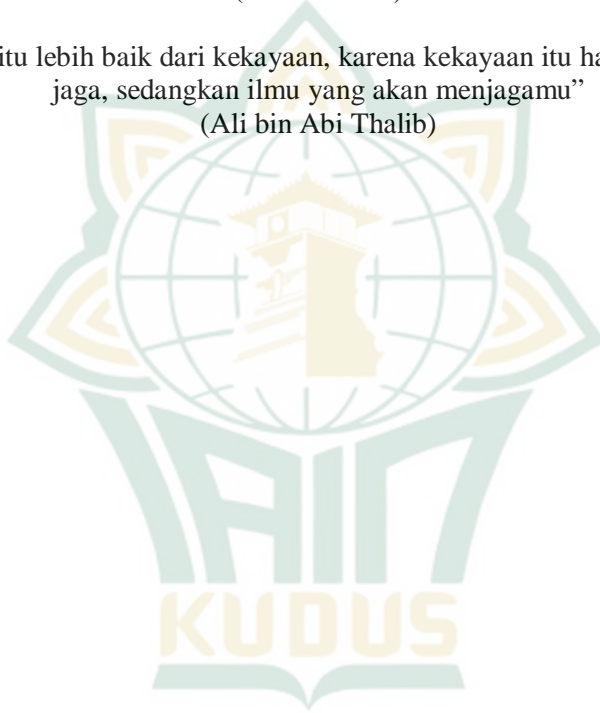 itu lebih baik dari kekayaan, karena kekayaan itu
jaga, sedangkan ilmu yang akan menjagamu”
(Ali bin Abi Thalib)
IAIN
KUDUS